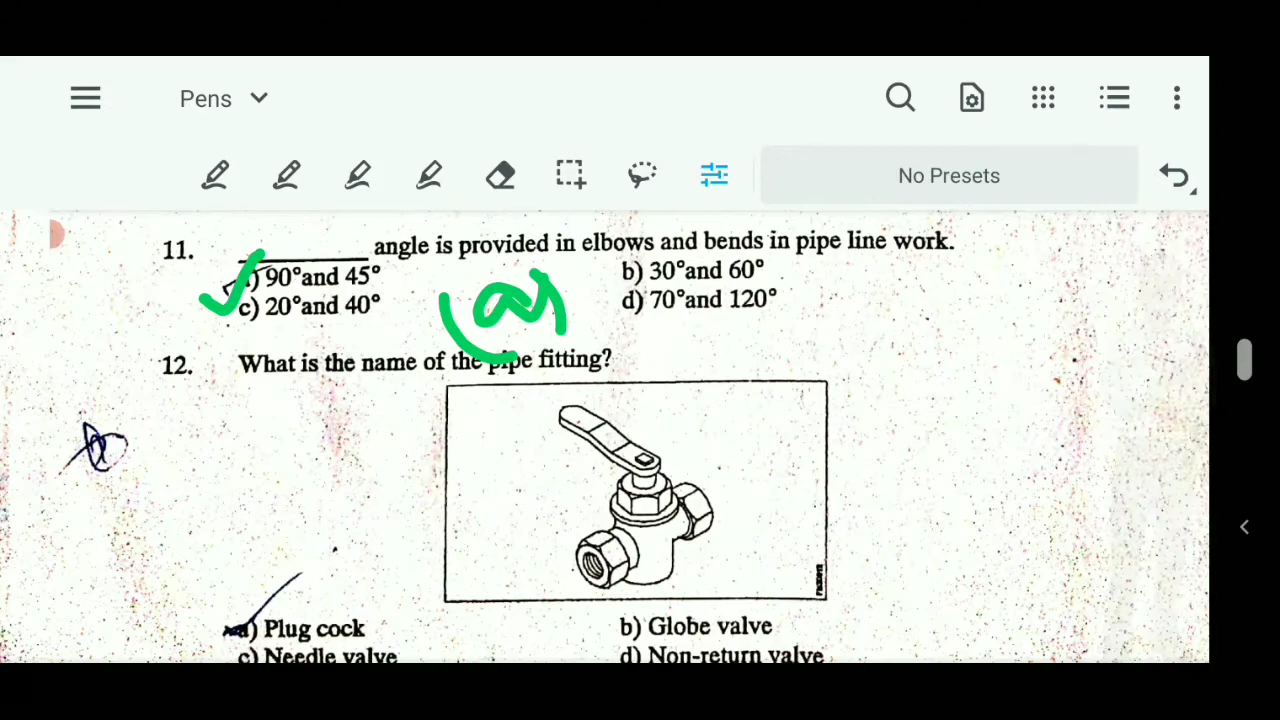 Pens
No Presets
11. ________ angle is provided in elbows and bends in pipe line work.
a) 90°and 45° b) 30°and 60°
c) 20°and 40° d) 70°and 120°
(a)
12. What is the name of the pipe fitting?
a) Plug cock b) Globe valve
c) Needle valve d) Non-return valve